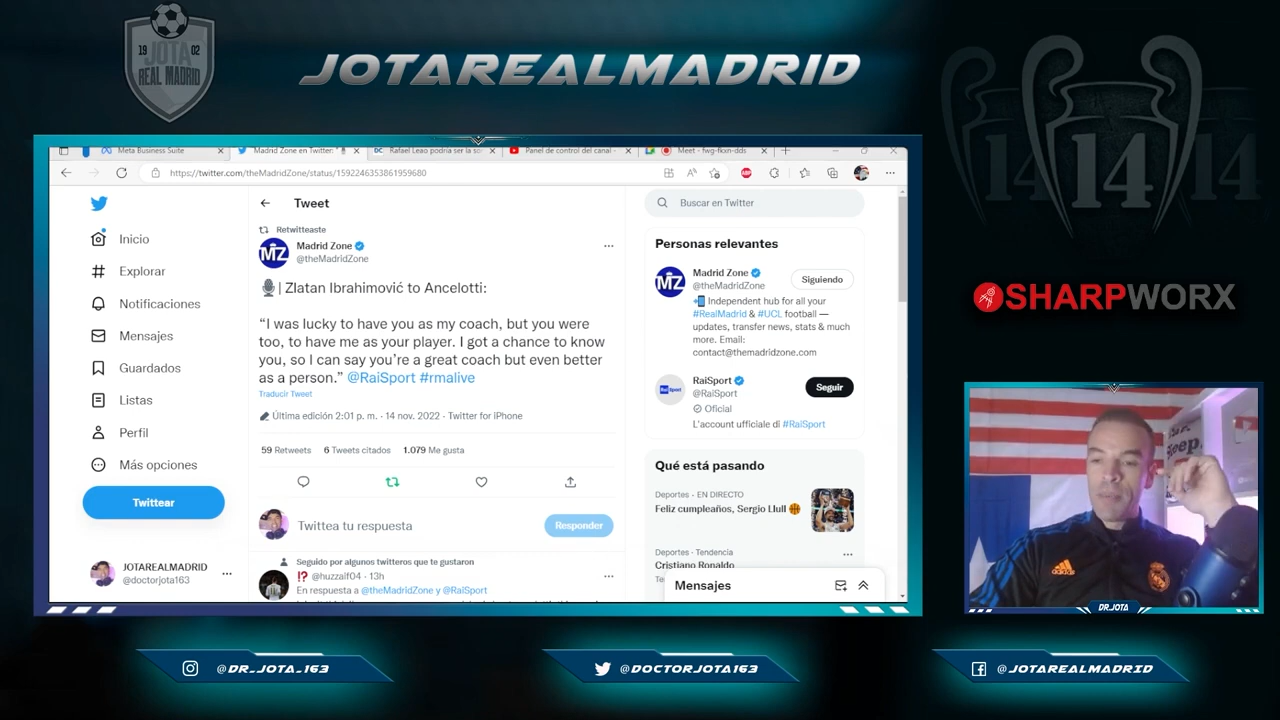 19 02
JOTA
REAL MADRID
JOTAREALMADRID
14
14
14
Meta Business Suite
Madrid Zone en Twitter: "
Rafael Leao podría ser la so
Panel de control del canal -
Meet - fwg-fkxn-dds
https://twitter.com/theMadridZone/status/1592246353861959680
Inicio
Explorar
Notificaciones
Mensajes
Guardados
Listas
Perfil
Más opciones
Twittear
JOTAREALMADRID
@doctorjota163
Tweet
Retwitteaste
MZ
Madrid Zone
@theMadridZone
| Zlatan Ibrahimović to Ancelotti:
“I was lucky to have you as my coach, but you were
too, to have me as your player. I got a chance to know
you, so I can say you’re a great coach but even better
as a person.” @RaiSport #rmalive
Traducir Tweet
Última edición 2:01 p. m. · 14 nov. 2022 · Twitter for iPhone
59 Retweets 6 Tweets citados 1.079 Me gusta
Twittea tu respuesta
Responder
Seguido por algunos twitteros que te gustaron
@huzzalf04 · 13h
En respuesta a @theMadridZone y @RaiSport
Buscar en Twitter
Personas relevantes
MZ
Madrid Zone
@theMadridZone
Siguiendo
Independent hub for all your
#RealMadrid & #UCL football —
updates, transfer news, stats & much
more. Email:
contact@themadridzone.com
Rai Sport
RaiSport
@RaiSport
Oficial
Seguir
L'account ufficiale di #RaiSport
Qué está pasando
Deportes · EN DIRECTO
Feliz cumpleaños, Sergio Llull
Deportes · Tendencia
Cristiano Ronaldo
Mensajes
SHARPWORX
Jeep
adidas
DR.JOTA
@DR_JOTA_163
@DOCTORJOTA163
@JOTAREALMADRID